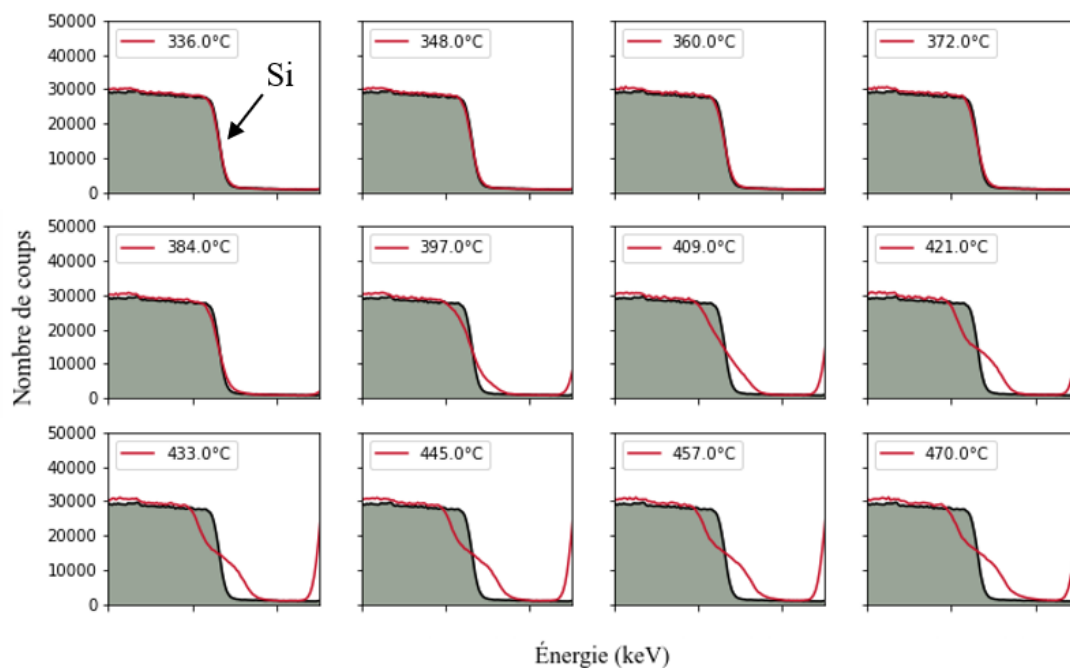 50000
40000
30000
20000
10000
0
336.0°C
Si
348.0°C
360.0°C
372.0°C
Nombre de coups
50000
40000
30000
20000
10000
0
384.0°C
397.0°C
409.0°C
421.0°C
50000
40000
30000
20000
10000
0
433.0°C
445.0°C
457.0°C
470.0°C
Énergie (keV)